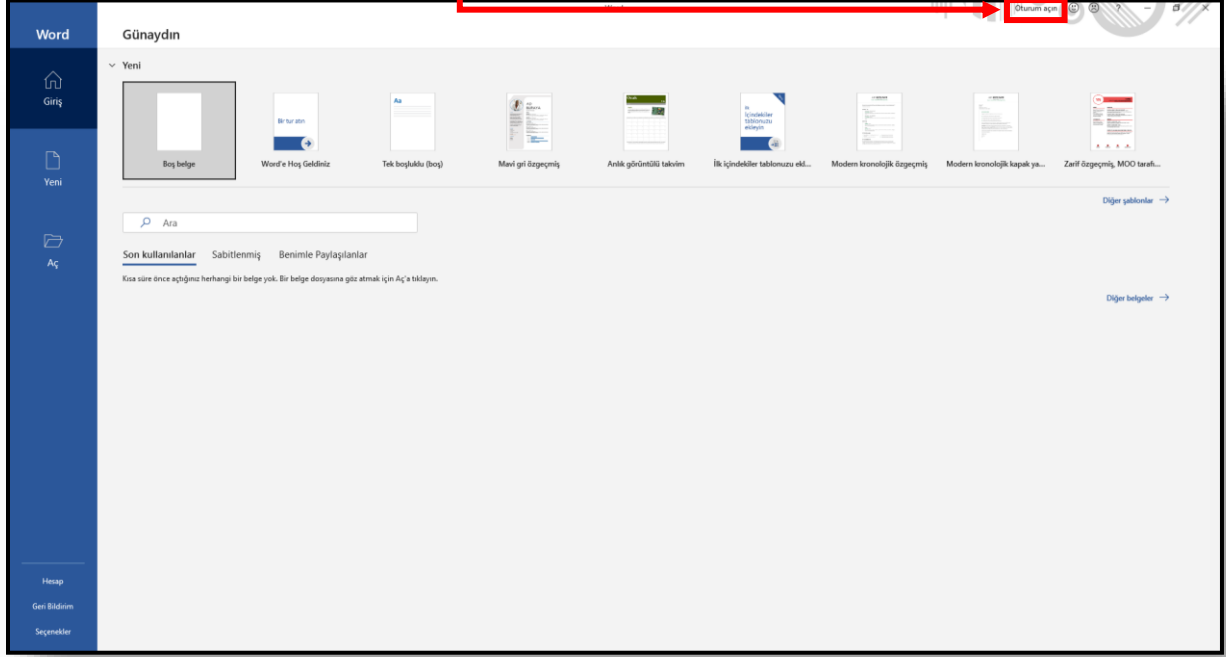 Oturum açın
?
Word
Günaydın
Yeni
Giriş
Yeni
Aç
Aa
Bir tur atın
İlk
içindekiler
tablonuzu
ekleyin
Boş belge
Word'e Hoş Geldiniz
Tek boşluklu (boş)
Mavi gri özgeçmiş
Anlık görüntülü takvim
İlk içindekiler tablonuzu ekl...
Modern kronolojik özgeçmiş
Modern kronolojik kapak ya...
Zarif özgeçmiş, MOO tarafı...
Diğer şablonlar
Ara
Son kullanılanlar Sabitlenmiş Benimle Paylaşılanlar
Kısa süre önce açtığınız herhangi bir belge yok. Bir belge dosyasına göz atmak için Aç'a tıklayın.
Diğer belgeler
Hesap
Geri Bildirim
Seçenekler